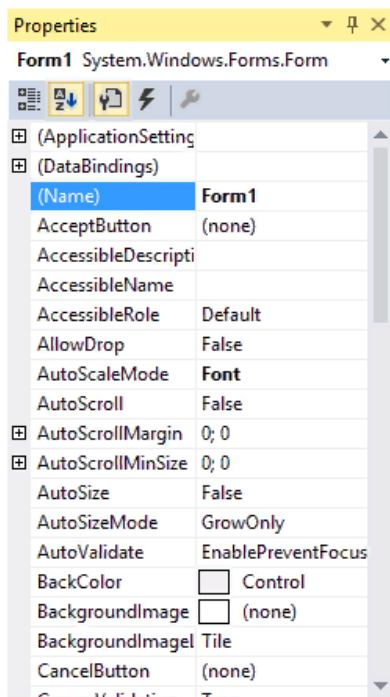 Properties
Form1 System.Windows.Forms.Form
(ApplicationSetting
(DataBindings)
(Name) Form1
AcceptButton (none)
AccessibleDescripti
AccessibleName
AccessibleRole Default
AllowDrop False
AutoScaleMode Font
AutoScroll False
AutoScrollMargin 0; 0
AutoScrollMinSize 0; 0
AutoSize False
AutoSizeMode GrowOnly
AutoValidate EnablePreventFocus
BackColor Control
BackgroundImage (none)
BackgroundImageL Tile
CancelButton (none)